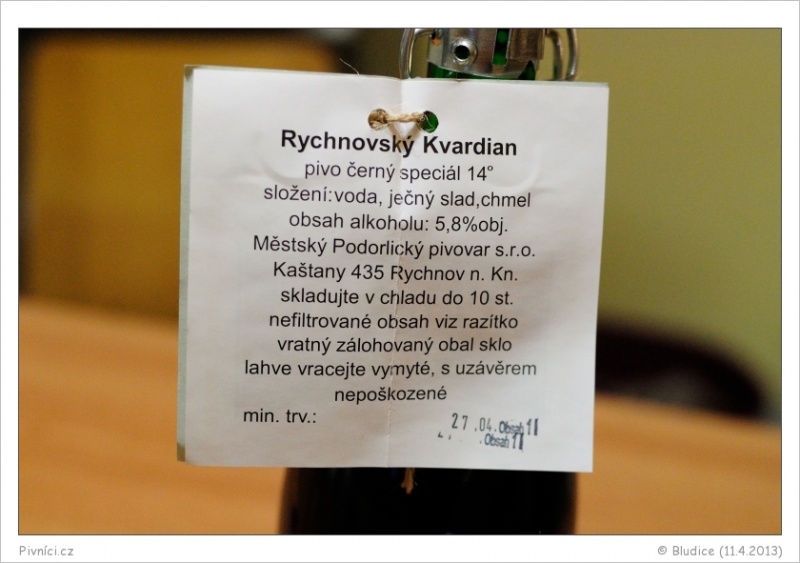 Rychnovský Kvardian
pivo černý speciál 14°
složení:voda, ječný slad,chmel
obsah alkoholu: 5,8%obj.
Městský Podorlický pivovar s.r.o.
Kaštany 435 Rychnov n. Kn.
skladujte v chladu do 10 st.
nefiltrované obsah viz razítko
vratný zálohovaný obal sklo
lahve vracejte vymyté, s uzávěrem
nepoškozené
min. trv.: 27.04. Obsah 1l
Obsah 1l
Pivníci.cz © Bludice (11.4.2013)